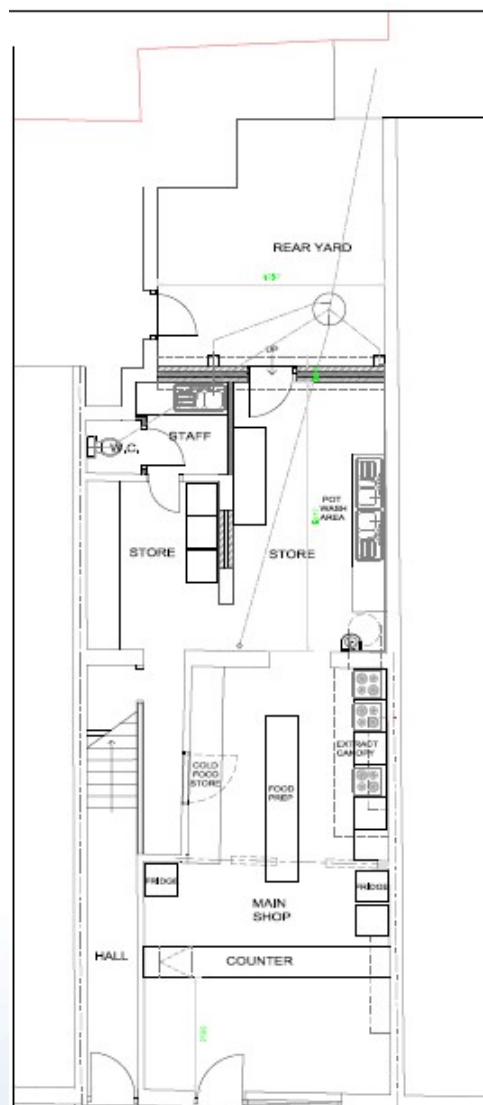 REAR YARD
UP
STAFF
W.C.
POT
WASH
AREA
STORE
STORE
EXTRACT
CANOPY
COLD
FOOD
STORE
FOOD
PREP
FRIDGE
FRIDGE
MAIN
SHOP
HALL
COUNTER